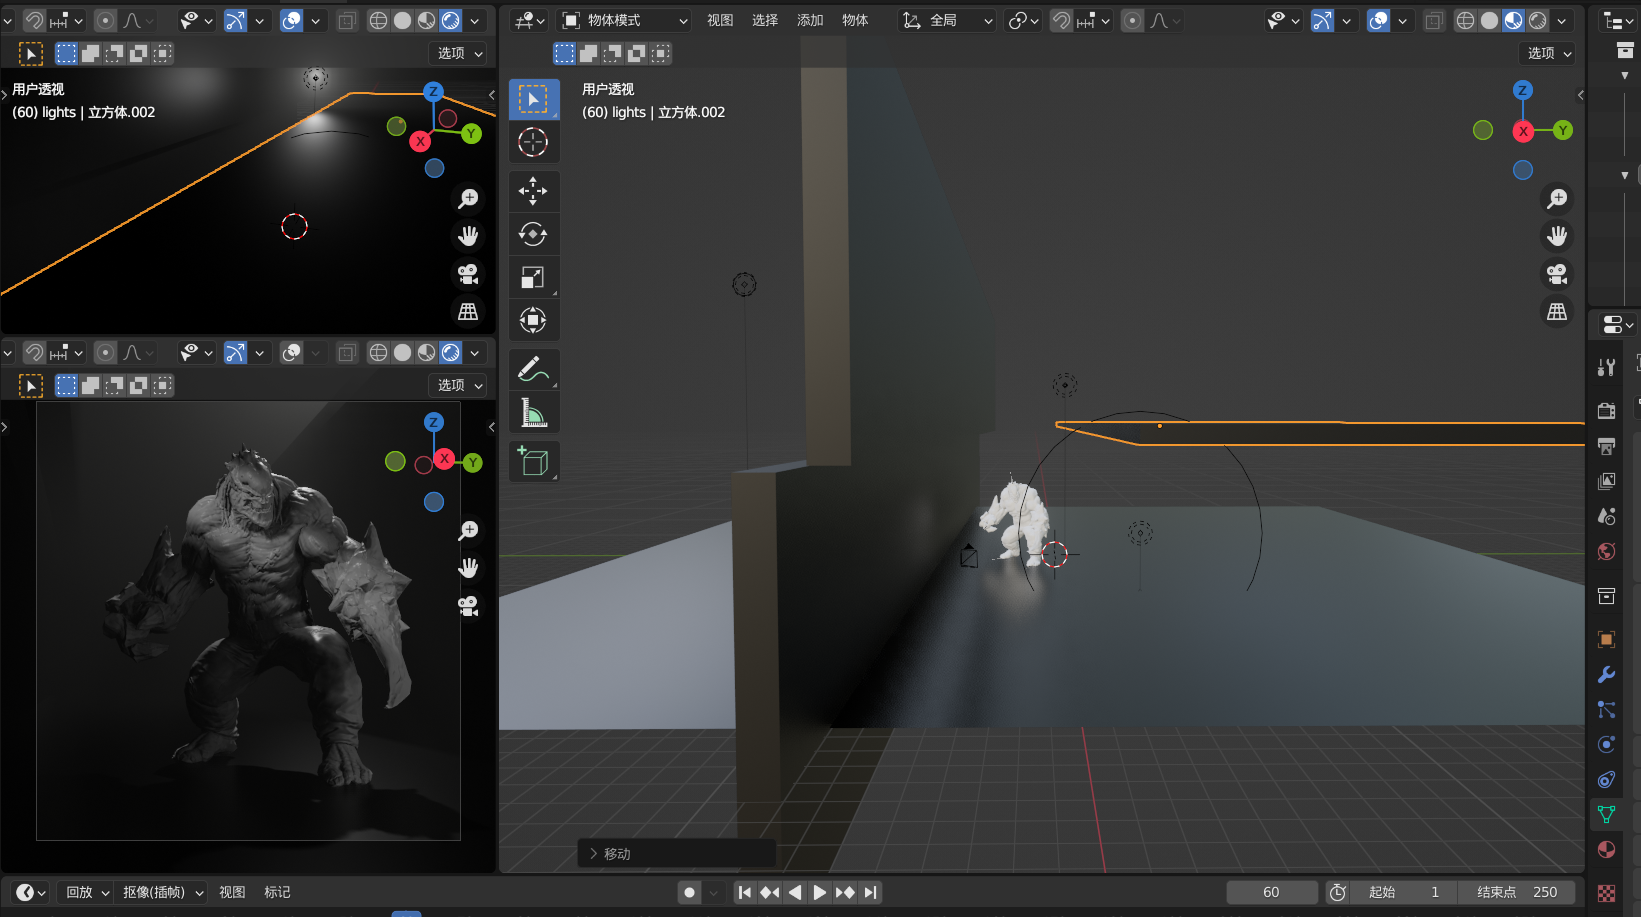 物体模式
视图
选择
添加
物体
全局
选项
选项
用户透视
(60) lights | 立方体.002
Z
Y
X
用户透视
(60) lights | 立方体.002
Z
X
Y
选项
Z
X
Y
移动
回放
抠像(插帧)
视图
标记
60
起始
1
结束点
250